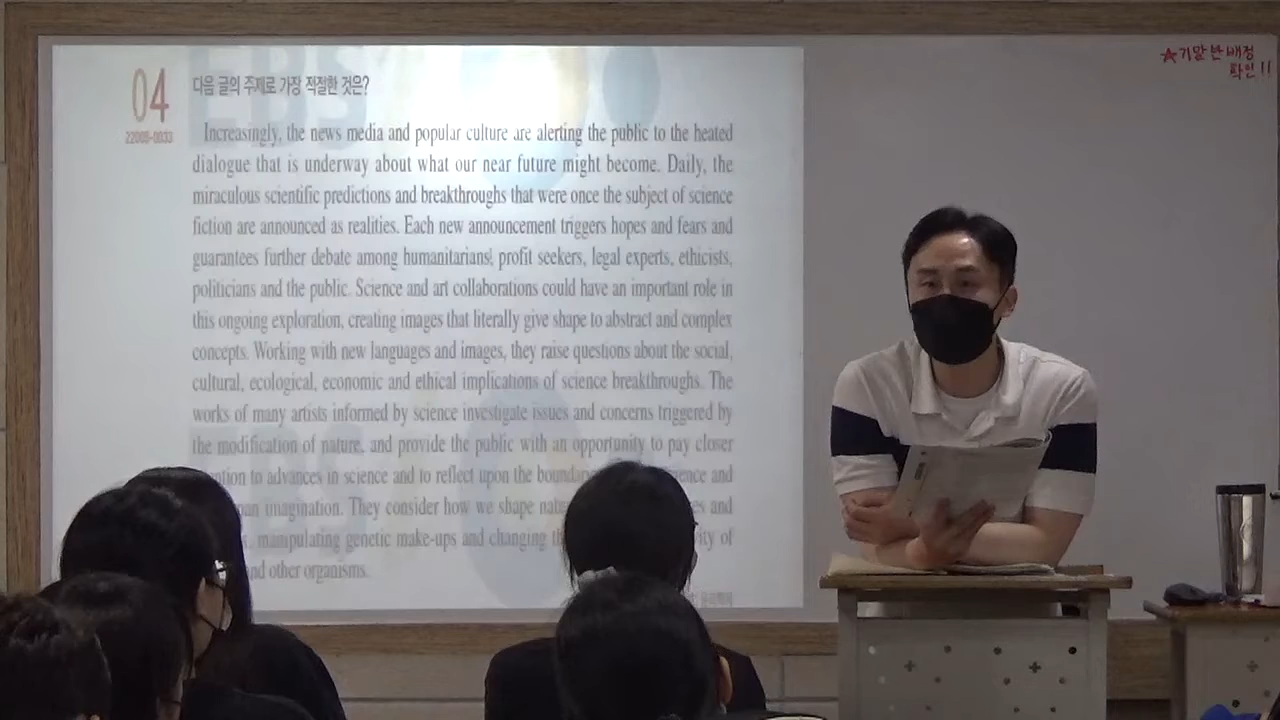 04
22009-0033
다음 글의 주제로 가장 적절한 것은?
Increasingly, the news media and popular culture are alerting the public to the heated
dialogue that is underway about what our near future might become. Daily, the
miraculous scientific predictions and breakthroughs that were once the subject of science
fiction are announced as realities. Each new announcement triggers hopes and fears and
guarantees further debate among humanitarians, profit seekers, legal experts, ethicists,
politicians and the public. Science and art collaborations could have an important role in
this ongoing exploration, creating images that literally give shape to abstract and complex
concepts. Working with new languages and images, they raise questions about the social,
cultural, ecological, economic and ethical implications of science breakthroughs. The
works of many artists informed by science investigate issues and concerns triggered by
the modification of nature, and provide the public with an opportunity to pay closer
to advances in science and to reflect upon the and
imagination. They consider how we shape and
manipulating genetic make-ups and changing of
and other organisms.
★기말 반 배정
확인!!